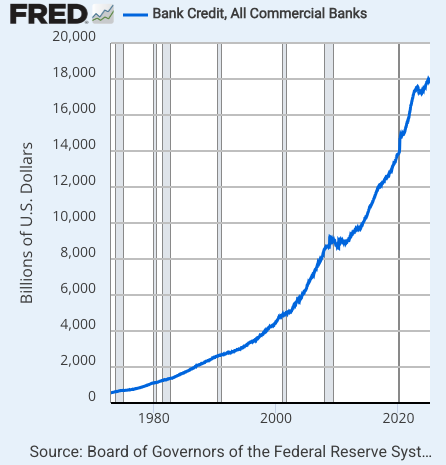 FRED Bank Credit, All Commercial Banks
20,000
18,000
16,000
14,000
12,000
10,000
8,000
6,000
4,000
2,000
0
Billions of U.S. Dollars
1980 2000 2020
Source: Board of Governors of the Federal Reserve Syst…